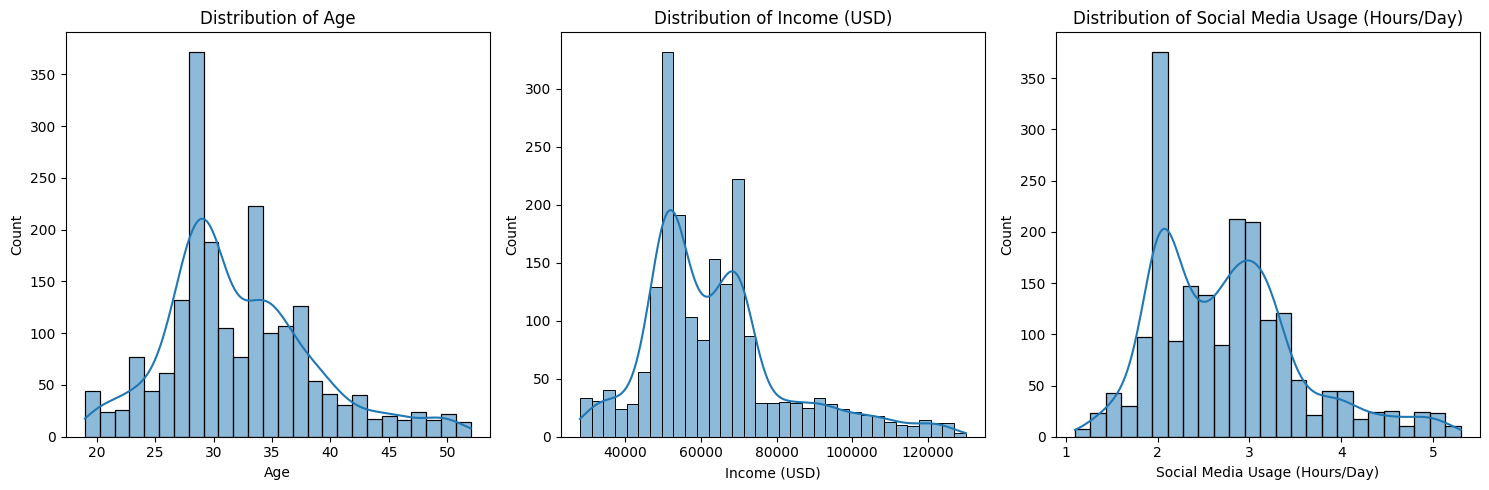 Distribution of Age
Count
350
300
250
200
150
100
50
0
20 25 30 35 40 45 50
Age
Distribution of Income (USD)
Count
300
250
200
150
100
50
0
40000 60000 80000 100000 120000
Income (USD)
Distribution of Social Media Usage (Hours/Day)
Count
350
300
250
200
150
100
50
0
1 2 3 4 5
Social Media Usage (Hours/Day)